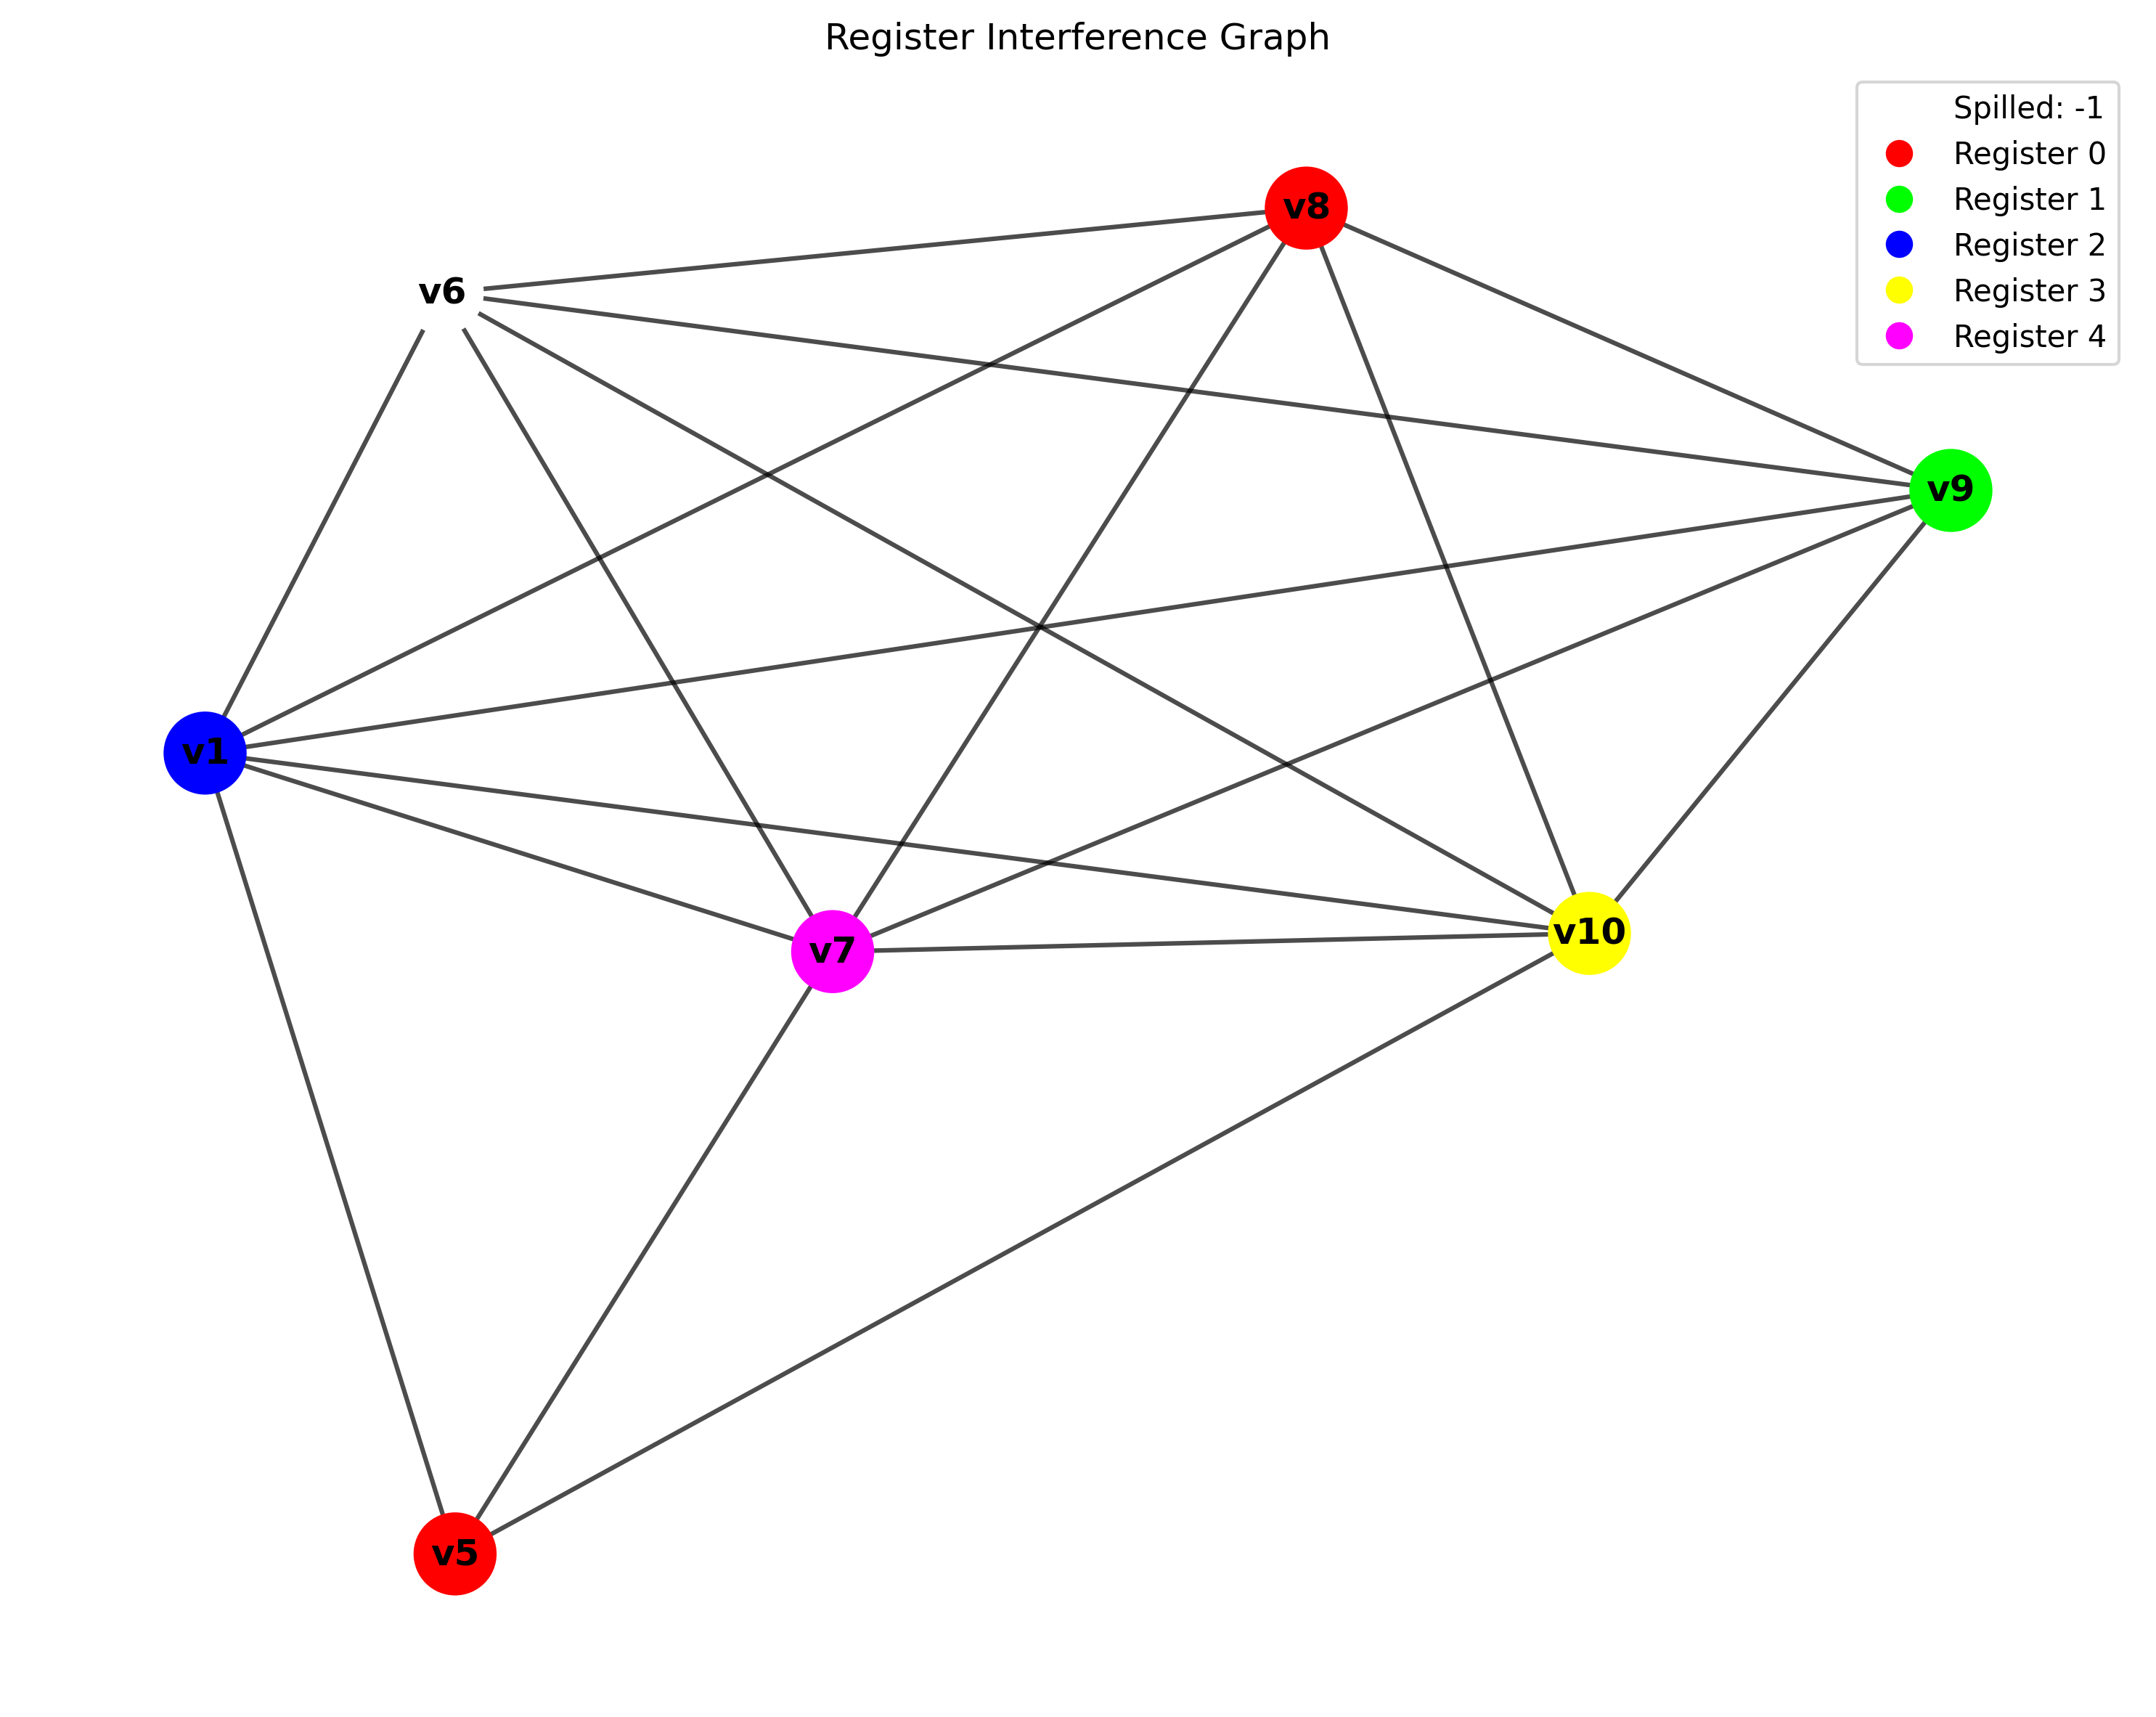 Register Interference Graph
Spilled: -1
Register 0
Register 1
Register 2
Register 3
Register 4
v8
v6
v9
v1
v10
v7
v5